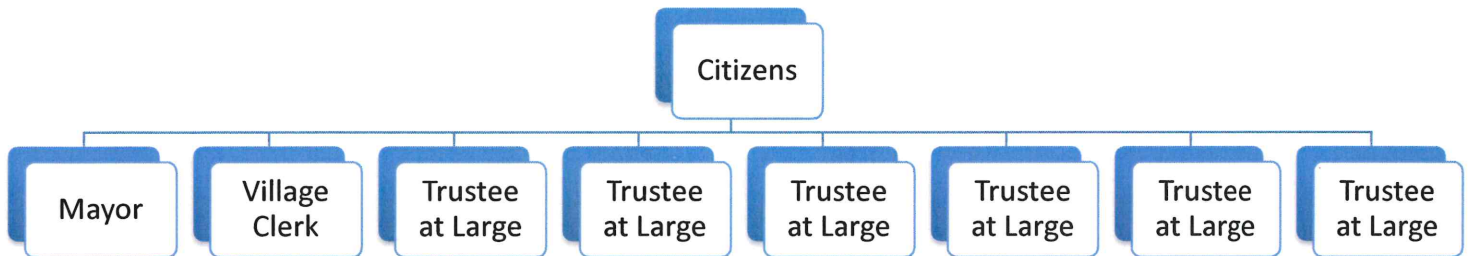 Citizens
Mayor
Village
Clerk
Trustee
at Large
Trustee
at Large
Trustee
at Large
Trustee
at Large
Trustee
at Large
Trustee
at Large